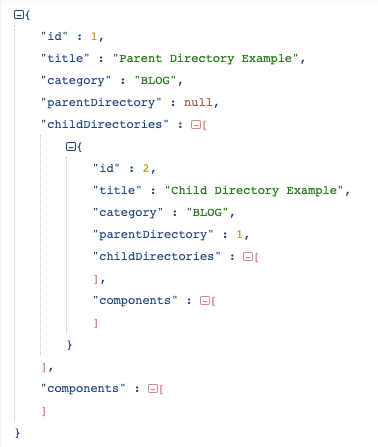 {
"id" : 1,
"title" : "Parent Directory Example",
"category" : "BLOG",
"parentDirectory" : null,
"childDirectories" : [
{
"id" : 2,
"title" : "Child Directory Example",
"category" : "BLOG",
"parentDirectory" : 1,
"childDirectories" : [
],
"components" : [
]
}
],
"components" : [
]
}